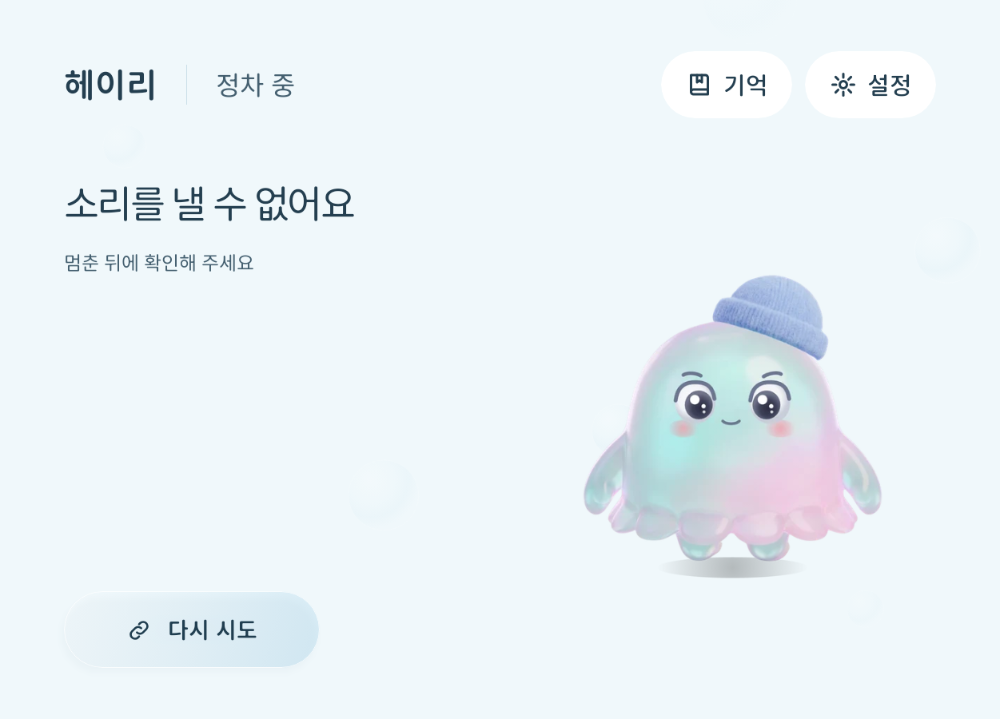 헤이리
정차 중
기억
설정
소리를 낼 수 없어요
멈춘 뒤에 확인해 주세요
다시 시도